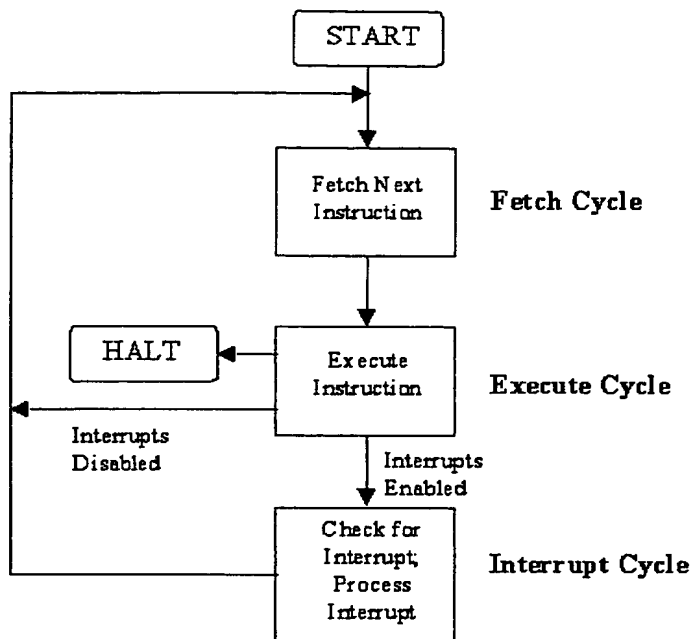 START
Fetch Next
Instruction
Fetch Cycle
HALT
Execute
Instruction
Execute Cycle
Interrupts
Disabled
Interrupts
Enabled
Check for
Interrupt;
Process
Interrupt
Interrupt Cycle